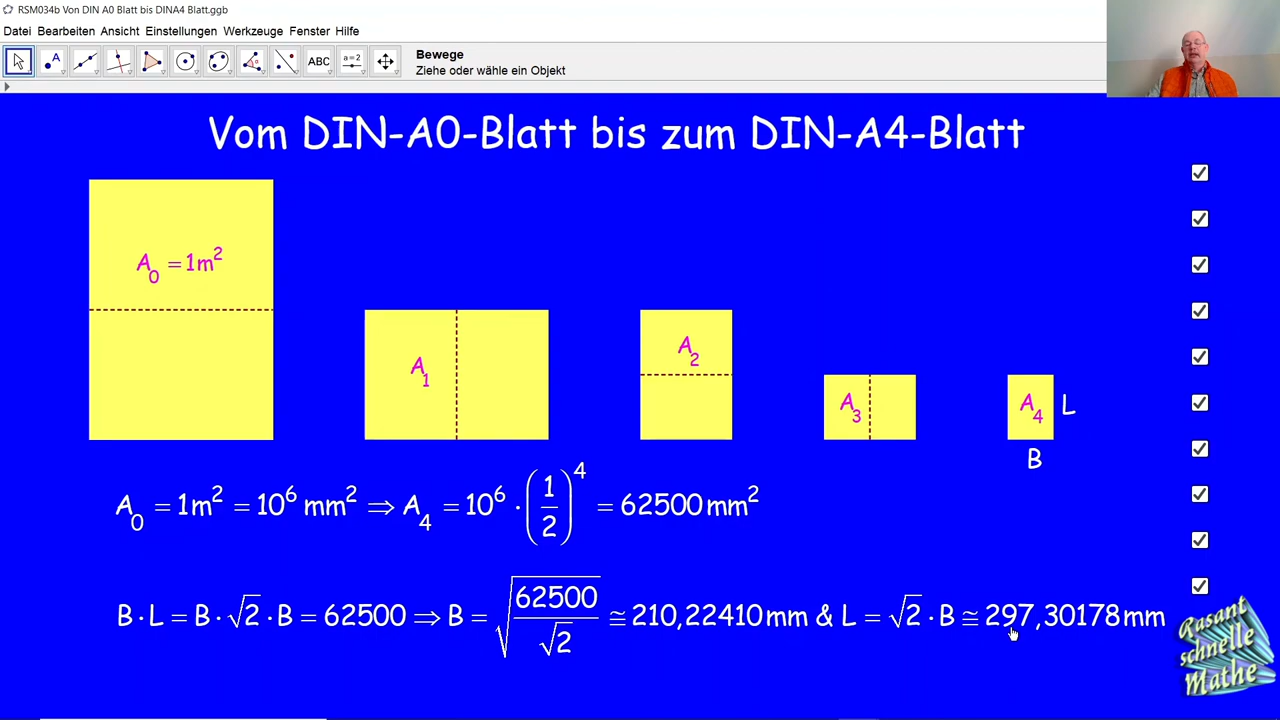 RSM034b Von DIN A0 Blatt bis DINA4 Blatt.ggb
Datei Bearbeiten Ansicht Einstellungen Werkzeuge Fenster Hilfe
A ABC a=2 Bewege
Ziehe oder wähle ein Objekt
Vom DIN-A0-Blatt bis zum DIN-A4-Blatt
A₀ = 1m²
A₁
A₂
A₃
A₄ L
B
A₀ = 1m² = 10⁶ mm² ⇒ A₄ = 10⁶ · (1/2)⁴ = 62500 mm²
B · L = B · √2 · B = 62500 ⇒ B = √(62500/√2) ≅ 210,22410 mm & L = √2 · B ≅ 297,30178 mm
Rasant
schnelle
Mathe